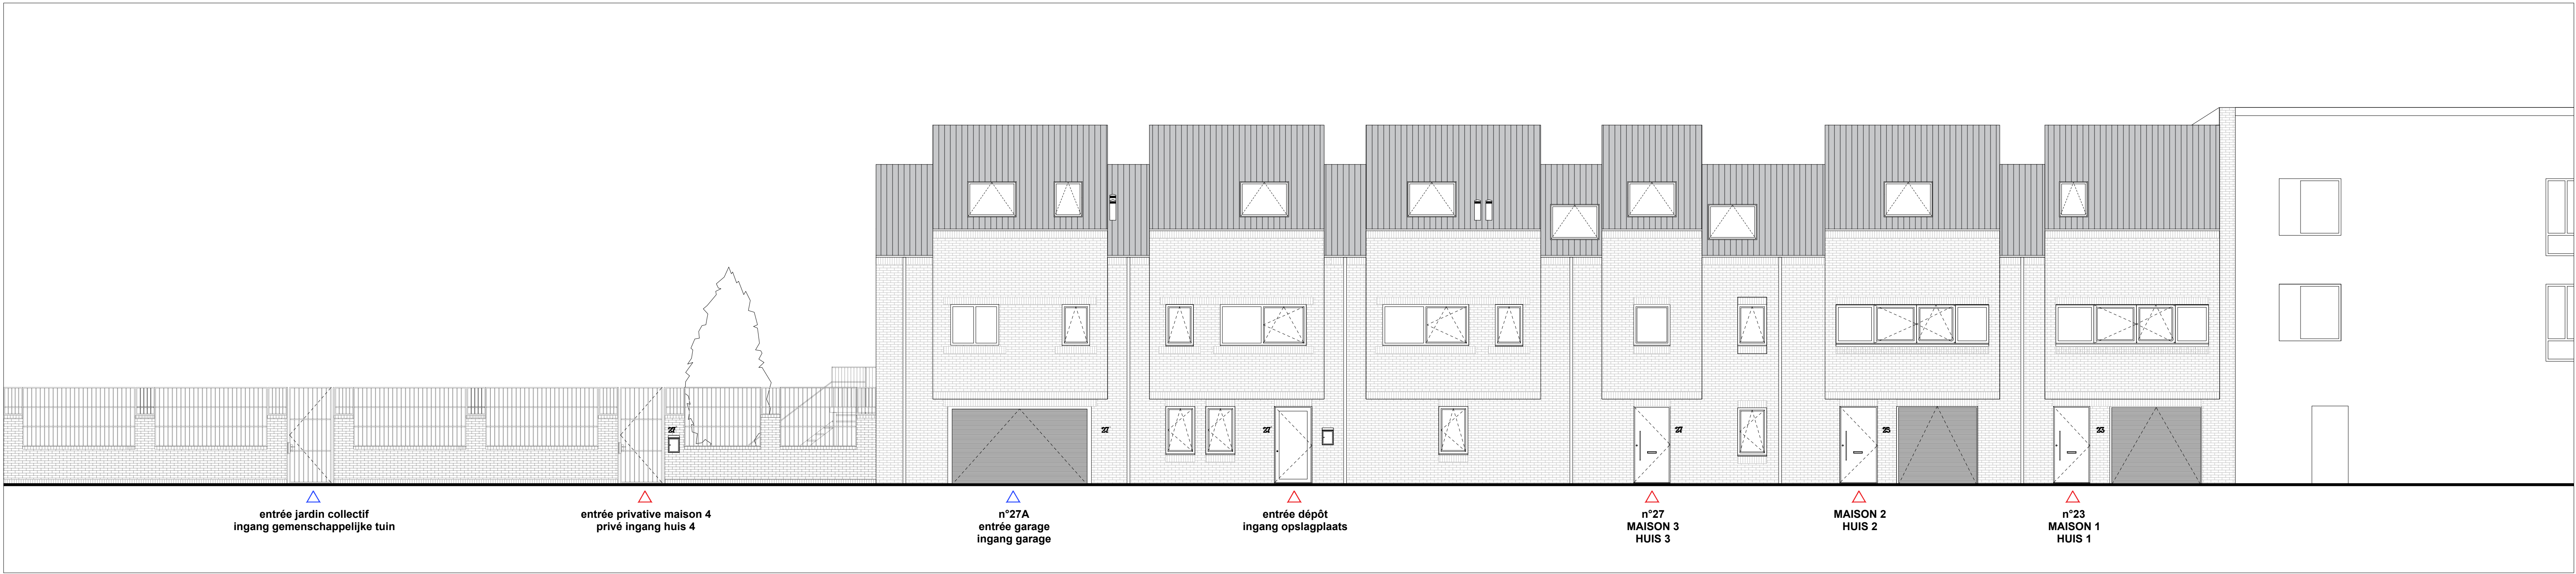 27
27
27
27
25
23
entrée jardin collectif
ingang gemenschappelijke tuin
entrée privative maison 4
privé ingang huis 4
n°27A
entrée garage
ingang garage
entrée dépôt
ingang opslagplaats
n°27
MAISON 3
HUIS 3
MAISON 2
HUIS 2
n°23
MAISON 1
HUIS 1